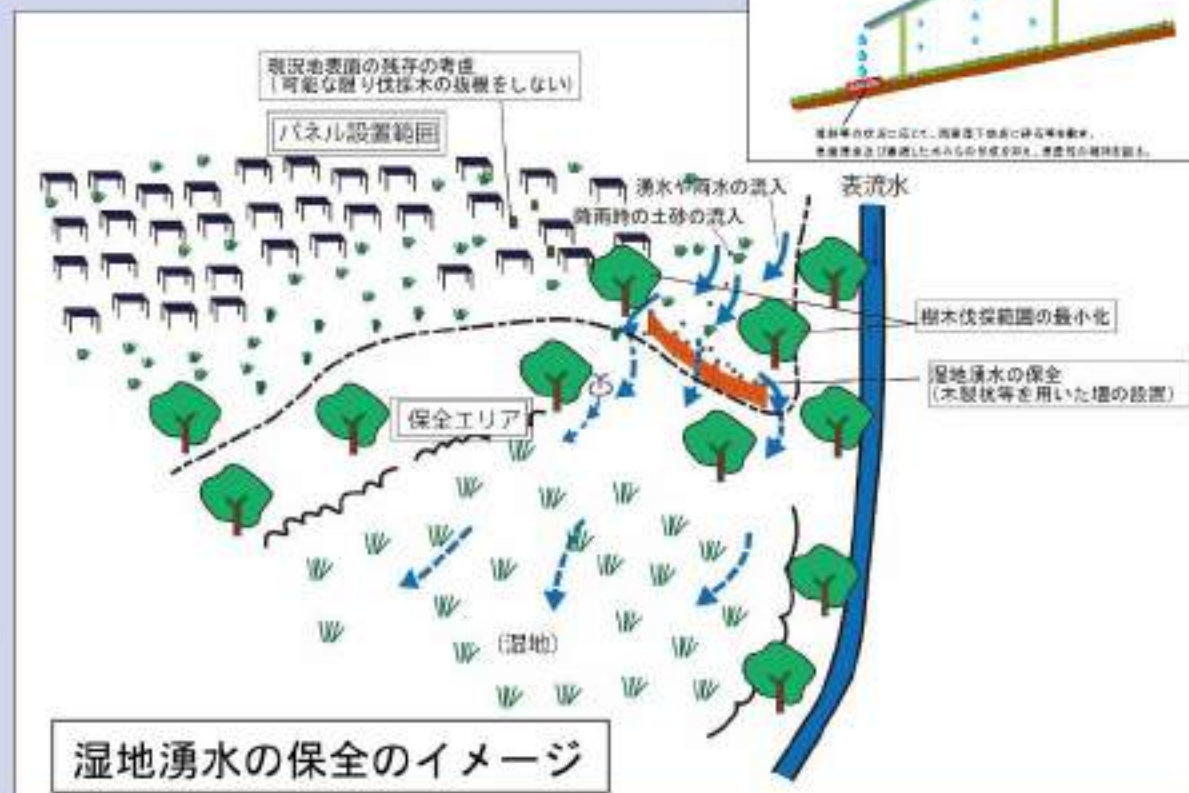 現況地表面の残存の考慮
(可能な限り伐採木の抜根をしない)
パネル設置範囲
湧水や雨水の流入
降雨時の土砂の流入
表流水
樹木伐採範囲の最小化
湿地湧水の保全
(木製杭等を用いた堰の設置)
保全エリア
(湿地)
湿地湧水の保全のイメージ